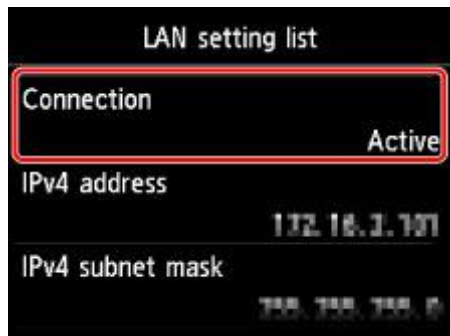 LAN setting list
Connection
Active
IPv4 address
IPv4 subnet mask